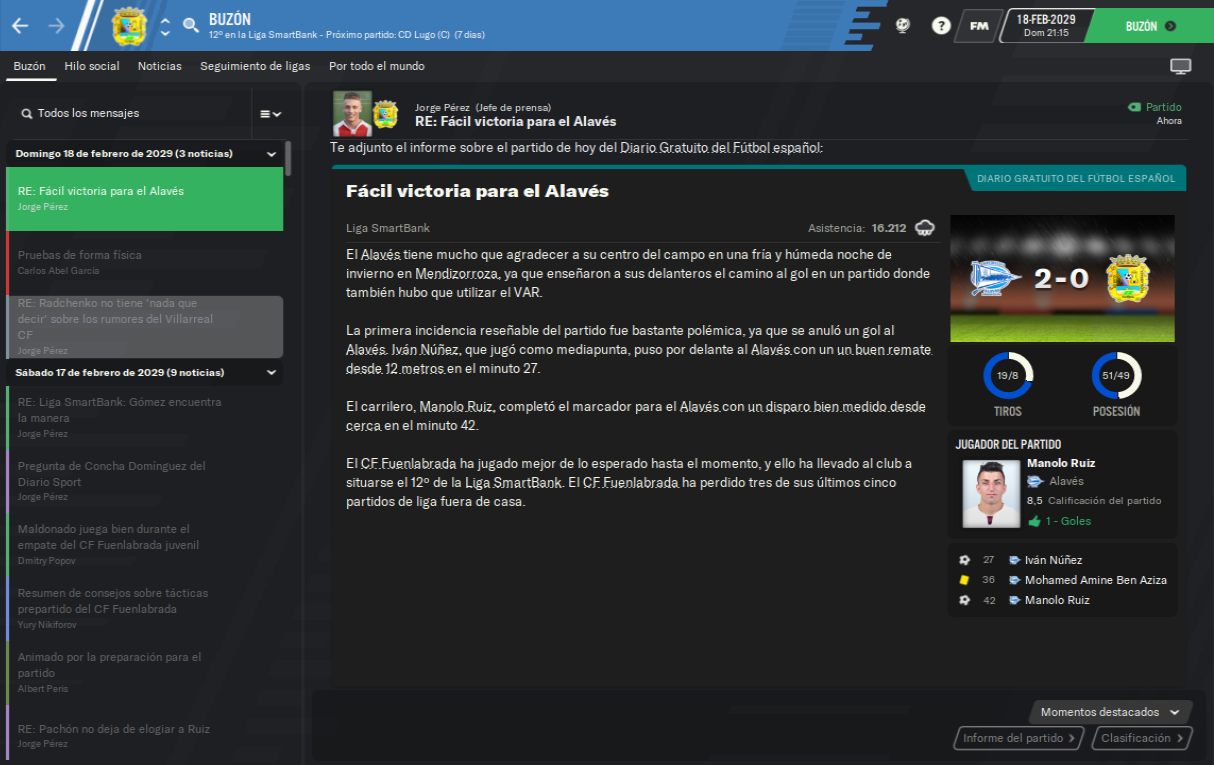 BUZÓN
12º en la Liga SmartBank - Próximo partido: CD Lugo (C) (7 dias)
?
FM
18-FEB-2029
Dom 21:15
BUZÓN
Buzón Hilo social Noticias Seguimiento de ligas Por todo el mundo
Todos los mensajes
Domingo 18 de febrero de 2029 (3 noticias)
RE: Fácil victoria para el Alavés
Jorge Pérez
Pruebas de forma física
Carlos Abel García
RE: Radchenko no tiene 'nada que
decir' sobre los rumores del Villarreal
CF
Jorge Pérez
Sábado 17 de febrero de 2029 (9 noticias)
RE: Liga SmartBank: Gómez encuentra
la manera
Jorge Pérez
Pregunta de Concha Domínguez del
Diario Sport
Jorge Pérez
Maldonado juega bien durante el
empate del CF Fuenlabrada juvenil
Dmitry Popov
Resumen de consejos sobre tácticas
prepartido del CF Fuenlabrada
Yury Nikiforov
Animado por la preparación para el
partido
Albert Peris
RE: Pachón no deja de elogiar a Ruiz
Jorge Pérez
Jorge Pérez (Jefe de prensa)
RE: Fácil victoria para el Alavés
Partido
Ahora
Te adjunto el informe sobre el partido de hoy del Diario Gratuito del Fútbol español:
Fácil victoria para el Alavés
DIARIO GRATUITO DEL FÚTBOL ESPAÑOL
Liga SmartBank
Asistencia: 16.212
El Alavés tiene mucho que agradecer a su centro del campo en una fría y húmeda noche de
invierno en Mendizorroza, ya que enseñaron a sus delanteros el camino al gol en un partido donde
también hubo que utilizar el VAR.
La primera incidencia reseñable del partido fue bastante polémica, ya que se anuló un gol al
Alavés. Iván Núñez, que jugó como mediapunta, puso por delante al Alavés con un un buen remate
desde 12 metros en el minuto 27.
El carrilero, Manolo Ruiz, completó el marcador para el Alavés con un disparo bien medido desde
cerca en el minuto 42.
El CF Fuenlabrada ha jugado mejor de lo esperado hasta el momento, y ello ha llevado al club a
situarse el 12º de la Liga SmartBank. El CF Fuenlabrada ha perdido tres de sus últimos cinco
partidos de liga fuera de casa.
2-0
19/8
TIROS
51/49
POSESIÓN
JUGADOR DEL PARTIDO
Manolo Ruiz
Alavés
8,5 Calificación del partido
1 - Goles
27 Iván Núñez
36 Mohamed Amine Ben Aziza
42 Manolo Ruiz
Momentos destacados
Informe del partido
Clasificación